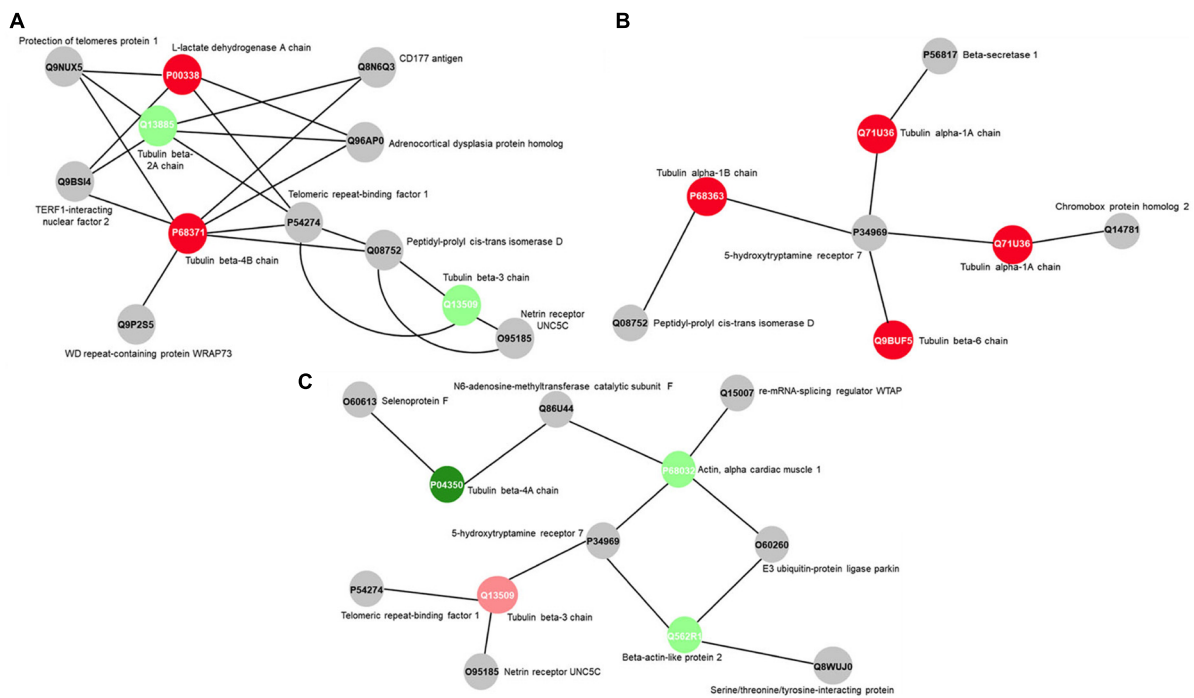 A
Protection of telomeres protein 1
Q9NUX5
L-lactate dehydrogenase A chain
P00338
Q8N6Q3
CD177 antigen
Q13885
Tubulin beta-
2A chain
Q96AP0
Adrenocortical dysplasia protein homolog
Q9BSI4
TERF1-interacting
nuclear factor 2
Telomeric repeat-binding factor 1
P54274
P68371
Tubulin beta-4B chain
Q08752
Peptidyl-prolyl cis-trans isomerase D
Tubulin beta-3 chain
Q13509
Netrin receptor
UNC5C
O95185
Q9P2S5
WD repeat-containing protein WRAP73
B
P56817
Beta-secretase 1
Q71U36
Tubulin alpha-1A chain
Tubulin alpha-1B chain
P68363
Chromobox protein homolog 2
Q14781
P34969
5-hydroxytryptamine receptor 7
Q71U36
Tubulin alpha-1A chain
Q08752
Peptidyl-prolyl cis-trans isomerase D
Q9BUF5
Tubulin beta-6 chain
C
O60613
Selenoprotein F
N6-adenosine-methyltransferase catalytic subunit F
Q86U44
Q15007
re-mRNA-splicing regulator WTAP
P04350
Tubulin beta-4A chain
P68032
Actin, alpha cardiac muscle 1
5-hydroxytryptamine receptor 7
P34969
O60260
E3 ubiquitin-protein ligase parkin
P54274
Telomeric repeat-binding factor 1
Q13509
Tubulin beta-3 chain
Q562R1
Beta-actin-like protein 2
O95185
Netrin receptor UNC5C
Q8WUJ0
Serine/threonine/tyrosine-interacting protein